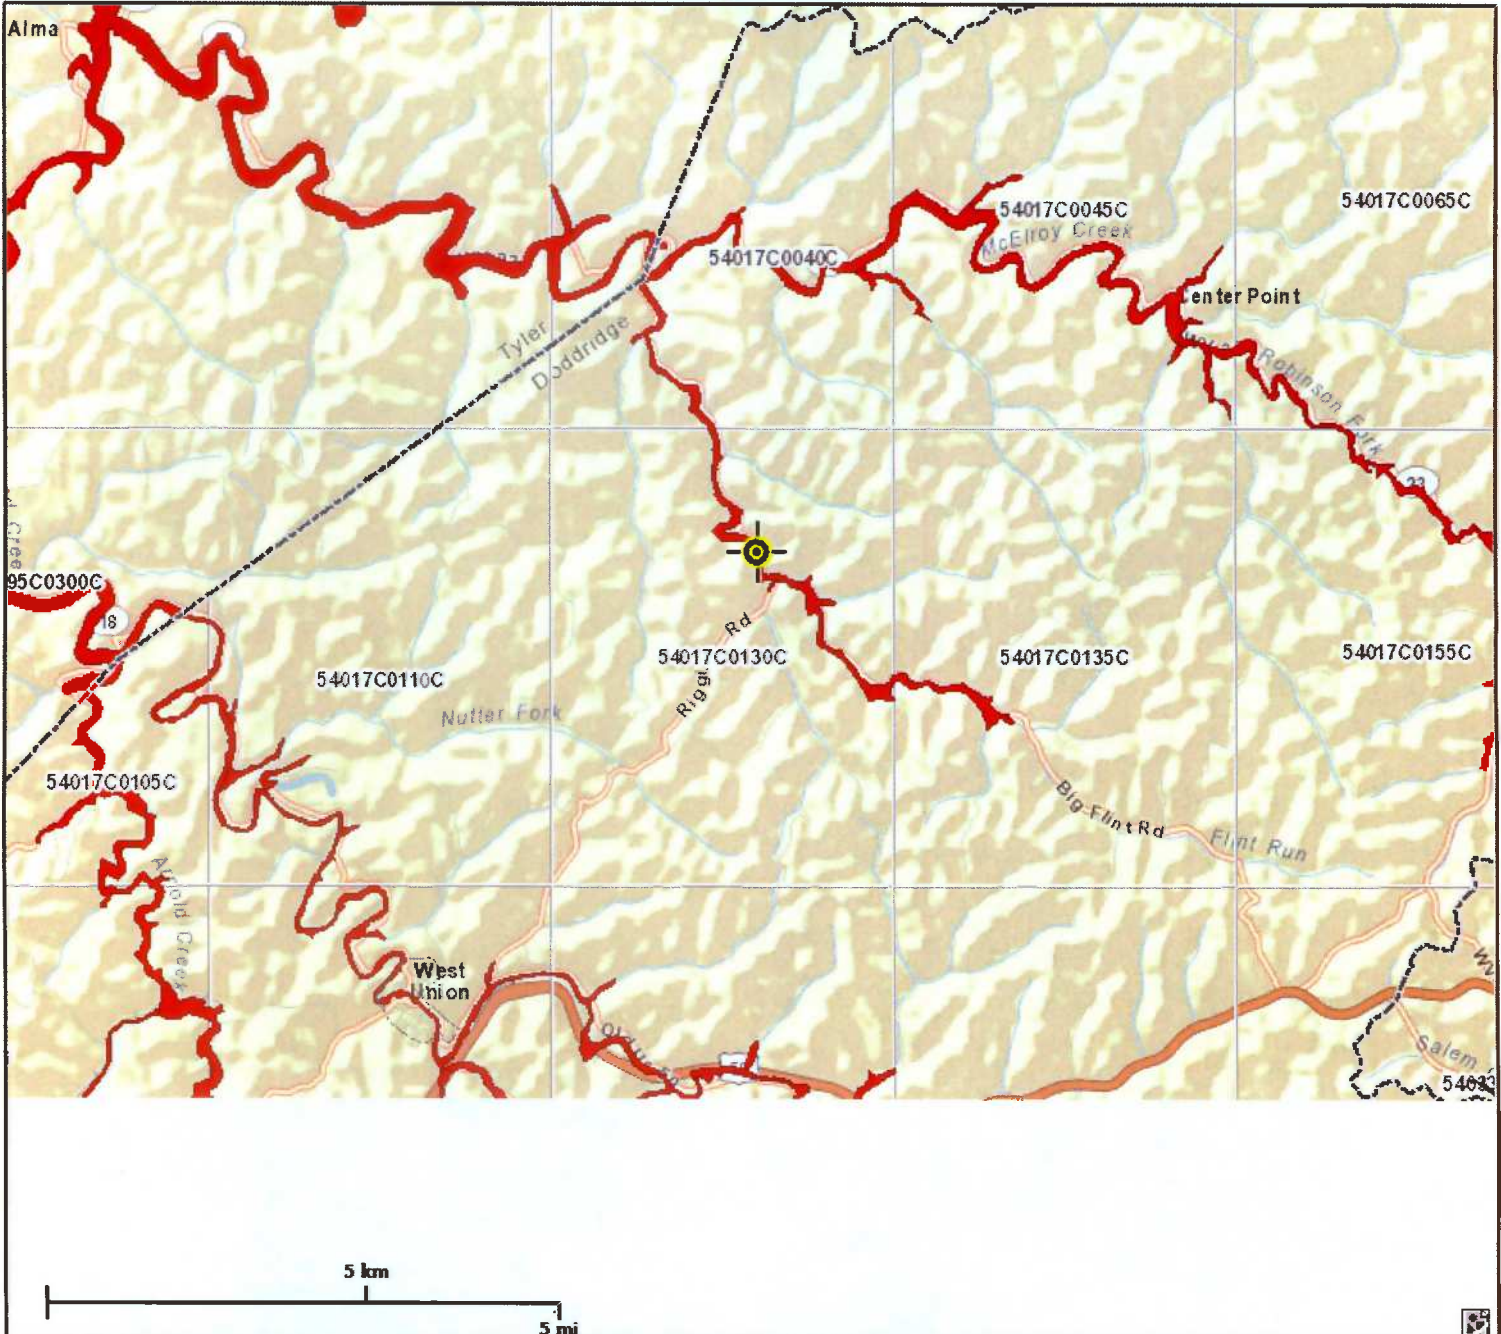 Alma
54017C0065C
54017C0045C
McElroy Creek
54017C0040C
Center Point
Tyler
Doddridge
Robinson Fork
23
95C0300C
18
Rd
54017C0130C
54017C0135C
54017C0155C
54017C0110C
Nutter Fork
54017C0105C
Big Flint Rd
Flint Run
Arnold Creek
West
Union
Salem
5 km
5 mi